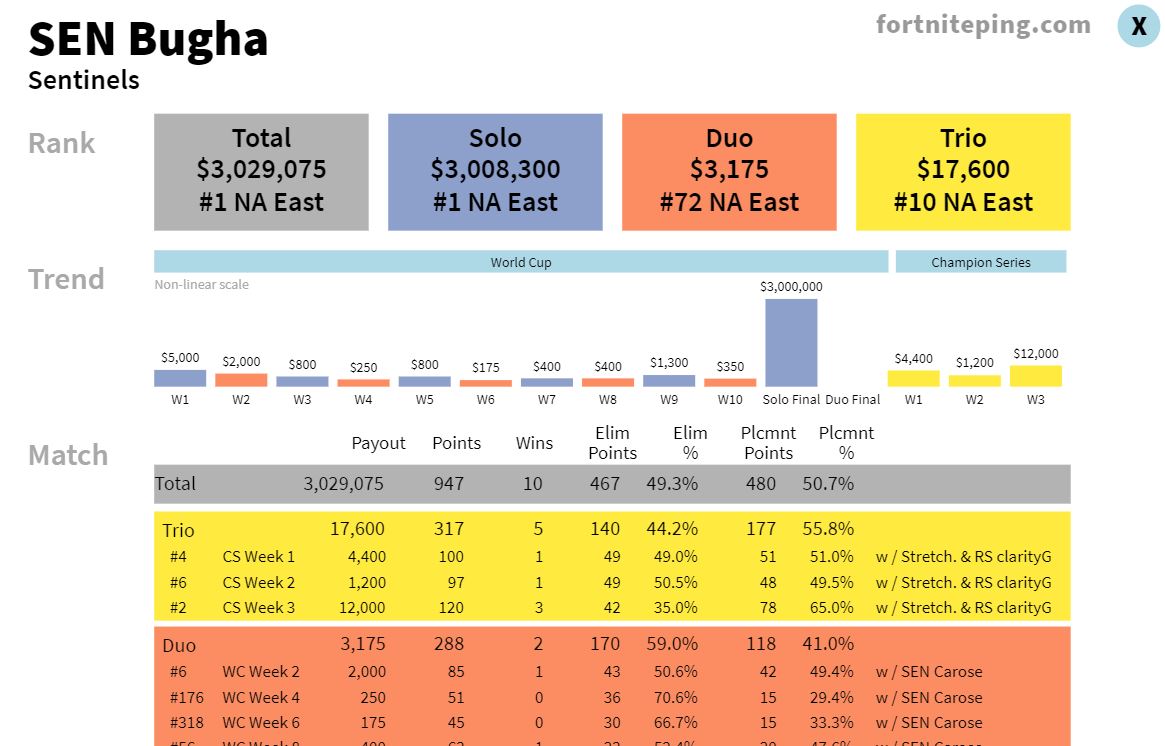 SEN Bugha
fortniteping.com
X
Sentinels
Rank
Total
$3,029,075
#1 NA East
Solo
$3,008,300
#1 NA East
Duo
$3,175
#72 NA East
Trio
$17,600
#10 NA East
Trend
World Cup
Champion Series
Non-linear scale
$5,000 $2,000 $800 $250 $800 $175 $400 $400 $1,300 $350 $3,000,000 $4,400 $1,200 $12,000
W1 W2 W3 W4 W5 W6 W7 W8 W9 W10 Solo Final Duo Final W1 W2 W3
Match
Payout Points Wins Elim Points Elim % Plcmnt Points Plcmnt %
Total 3,029,075 947 10 467 49.3% 480 50.7%
Trio 17,600 317 5 140 44.2% 177 55.8%
#4 CS Week 1 4,400 100 1 49 49.0% 51 51.0% w / Stretch. & RS clarityG
#6 CS Week 2 1,200 97 1 49 50.5% 48 49.5% w / Stretch. & RS clarityG
#2 CS Week 3 12,000 120 3 42 35.0% 78 65.0% w / Stretch. & RS clarityG
Duo 3,175 288 2 170 59.0% 118 41.0%
#6 WC Week 2 2,000 85 1 43 50.6% 42 49.4% w / SEN Carose
#176 WC Week 4 250 51 0 36 70.6% 15 29.4% w / SEN Carose
#318 WC Week 6 175 45 0 30 66.7% 15 33.3% w / SEN Carose